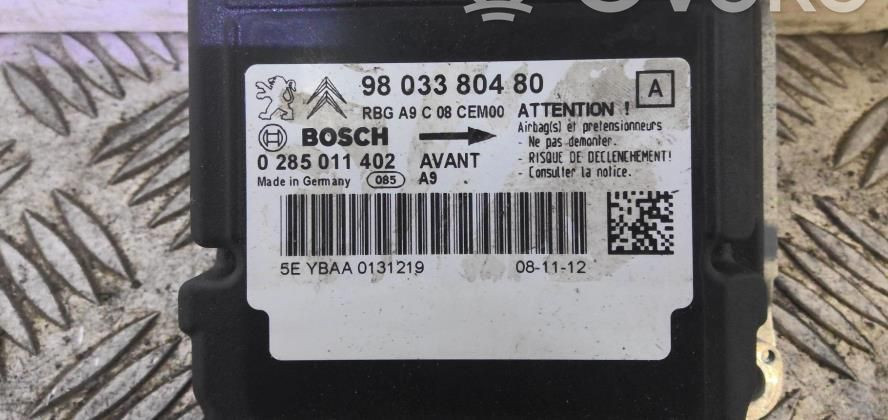 98 033 804 80
A
RBG A9 C 08 CEM00
ATTENTION !
BOSCH
Airbag(s) et pretensionneurs
- Ne pas demonter.
0 285 011 402 AVANT
- RISQUE DE DECLENCHEMENT!
- Consulter la notice.
Made in Germany 085 A9
5E YBAA 0131219
08-11-12